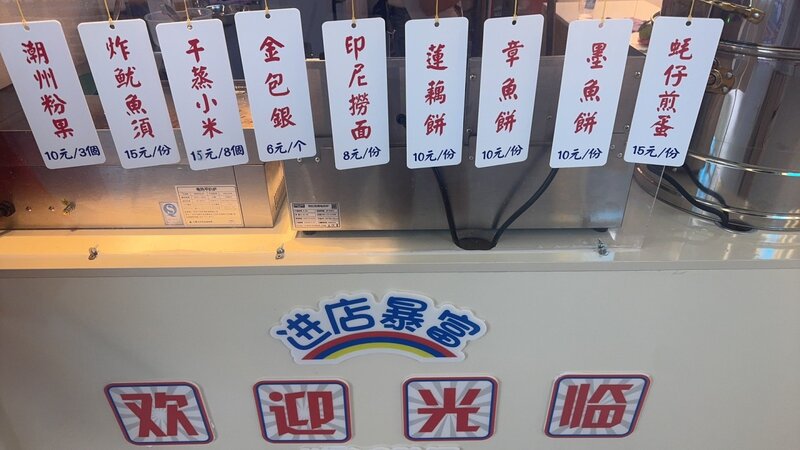 潮州粉果
10元/3個
炸魷魚須
15元/份
干蒸小米
15元/8個
金包銀
6元/个
印尼撈面
8元/份
蓮藕餅
10元/份
章魚餅
10元/份
墨魚餅
10元/份
蚝仔煎蛋
15元/份
进店暴富
欢迎光临